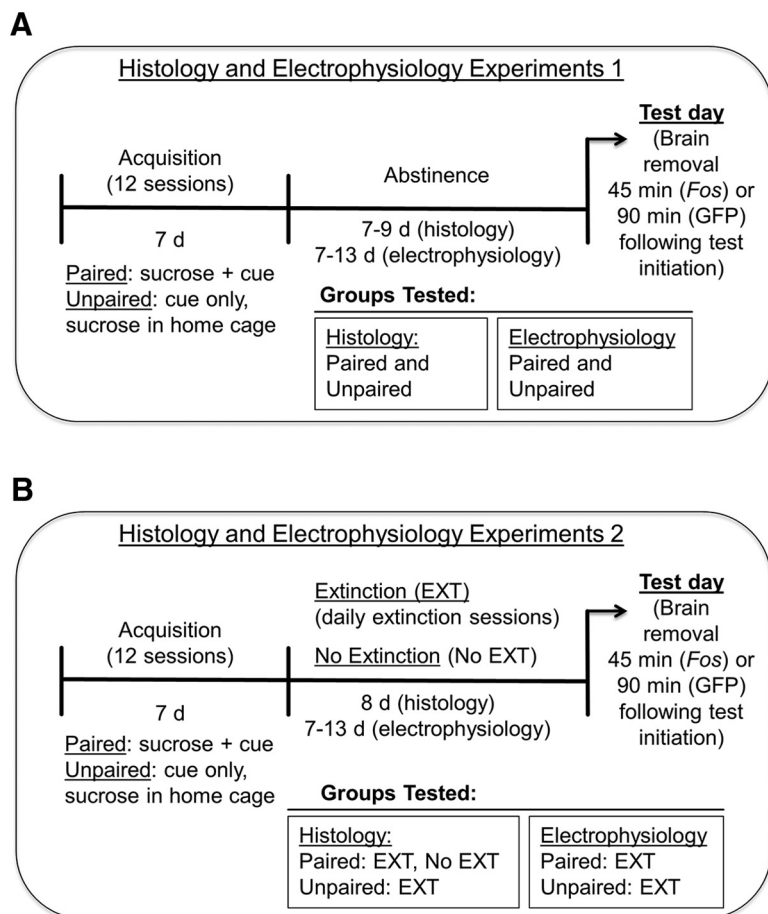 A
Histology and Electrophysiology Experiments 1
Acquisition
(12 sessions)
7 d
Paired: sucrose + cue
Unpaired: cue only,
sucrose in home cage
Abstinence
7-9 d (histology)
7-13 d (electrophysiology)
Test day
(Brain
removal
45 min (Fos) or
90 min (GFP)
following test
initiation)
Groups Tested:
Histology:
Paired and
Unpaired
Electrophysiology
Paired and
Unpaired
B
Histology and Electrophysiology Experiments 2
Acquisition
(12 sessions)
7 d
Paired: sucrose + cue
Unpaired: cue only,
sucrose in home cage
Extinction (EXT)
(daily extinction sessions)
No Extinction (No EXT)
8 d (histology)
7-13 d (electrophysiology)
Test day
(Brain
removal
45 min (Fos) or
90 min (GFP)
following test
initiation)
Groups Tested:
Histology:
Paired: EXT, No EXT
Unpaired: EXT
Electrophysiology
Paired: EXT
Unpaired: EXT